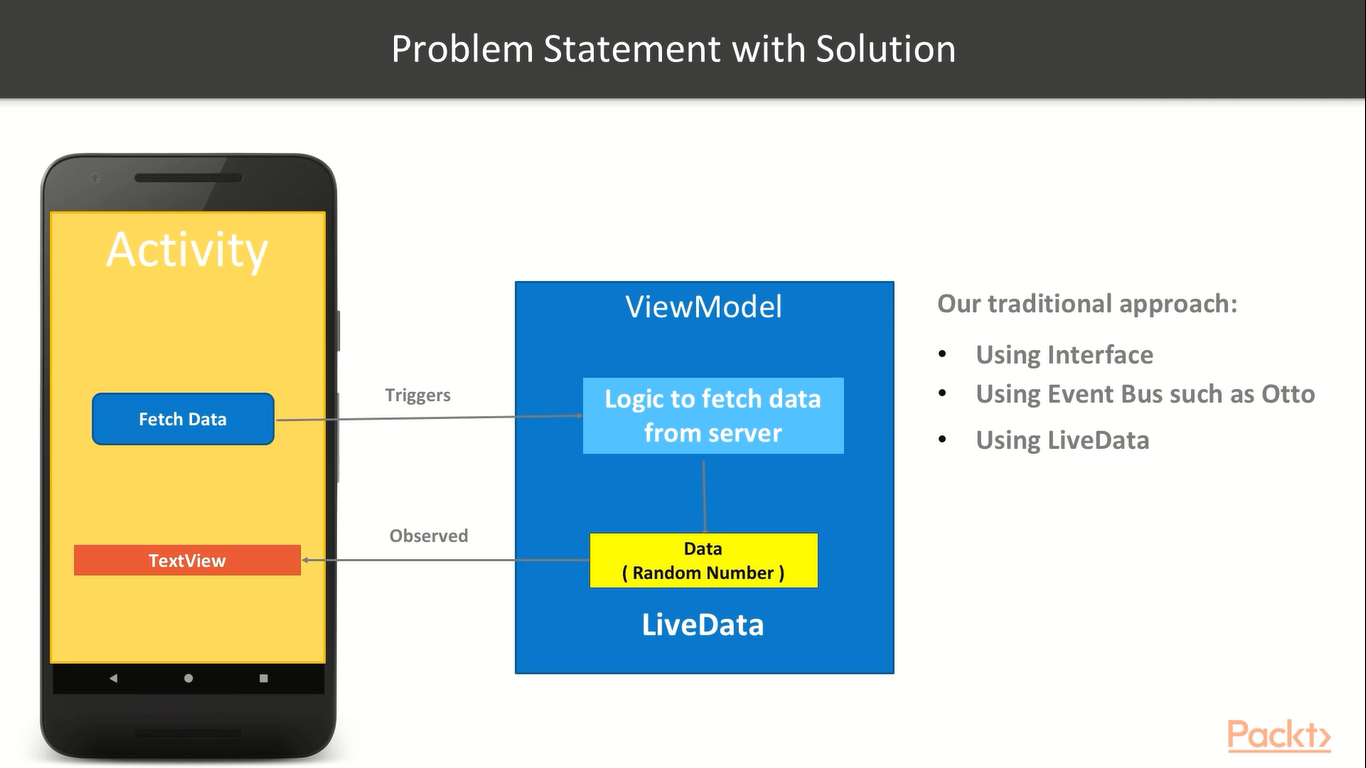 Problem Statement with Solution
Activity
Fetch Data
TextView
Triggers
Observed
ViewModel
Logic to fetch data
from server
Data
( Random Number )
LiveData
Our traditional approach:
• Using Interface
• Using Event Bus such as Otto
• Using LiveData
Packt